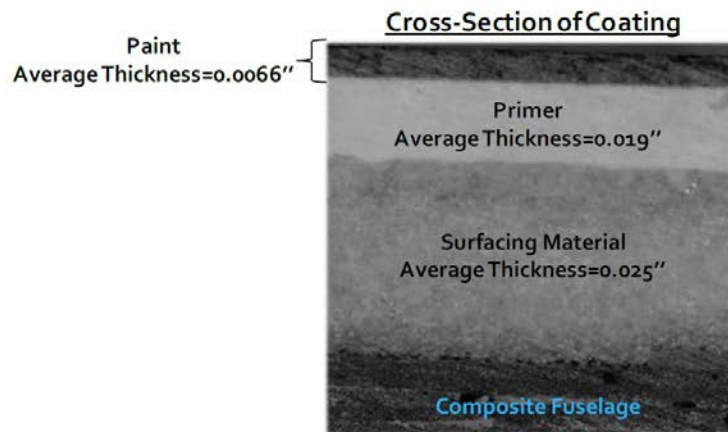 Cross-Section of Coating
Paint
Average Thickness=0.0066″
Primer
Average Thickness=0.019″
Surfacing Material
Average Thickness=0.025″
Composite Fuselage